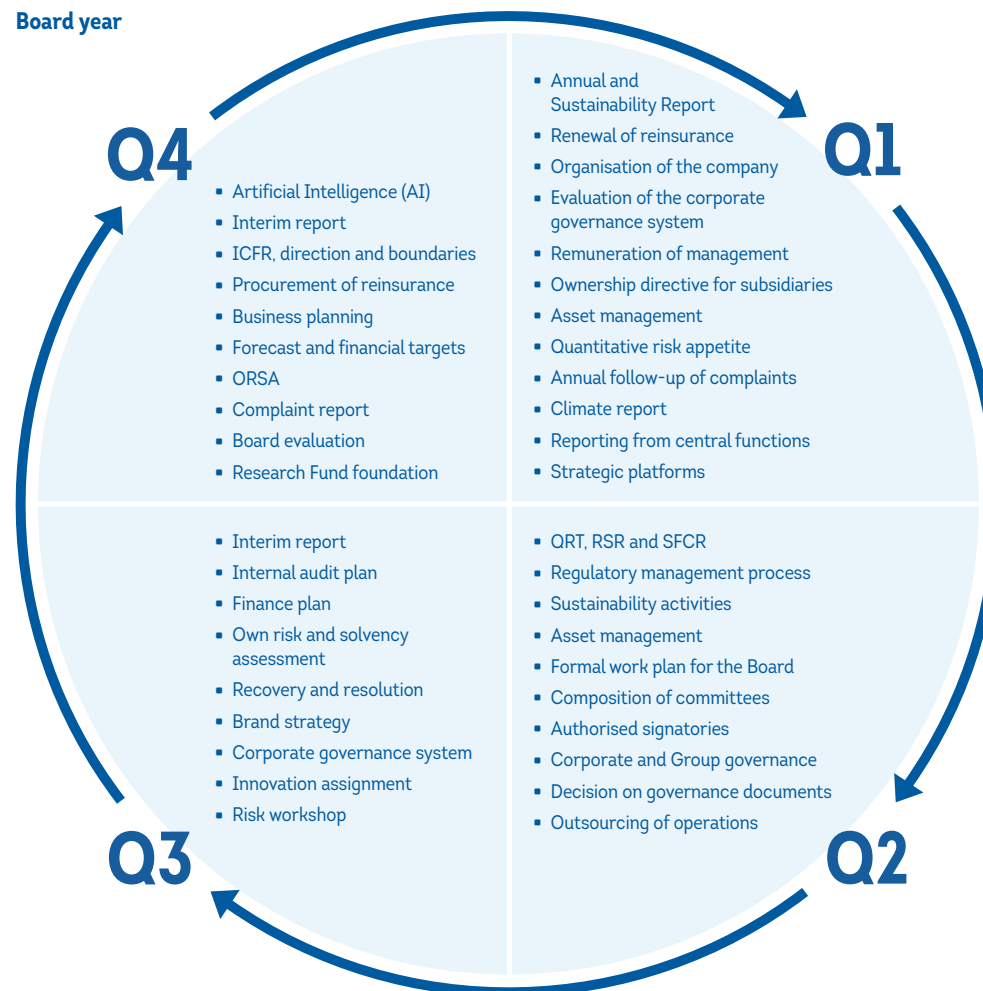 Board year
Q1
Annual and
Sustainability Report
Renewal of reinsurance
Organisation of the company
Evaluation of the corporate
governance system
Remuneration of management
Ownership directive for subsidiaries
Asset management
Quantitative risk appetite
Annual follow-up of complaints
Climate report
Reporting from central functions
Strategic platforms
Q2
QRT, RSR and SFCR
Regulatory management process
Sustainability activities
Asset management
Formal work plan for the Board
Composition of committees
Authorised signatories
Corporate and Group governance
Decision on governance documents
Outsourcing of operations
Q3
Interim report
Internal audit plan
Finance plan
Own risk and solvency
assessment
Recovery and resolution
Brand strategy
Corporate governance system
Innovation assignment
Risk workshop
Q4
Artificial Intelligence (AI)
Interim report
ICFR, direction and boundaries
Procurement of reinsurance
Business planning
Forecast and financial targets
ORSA
Complaint report
Board evaluation
Research Fund foundation